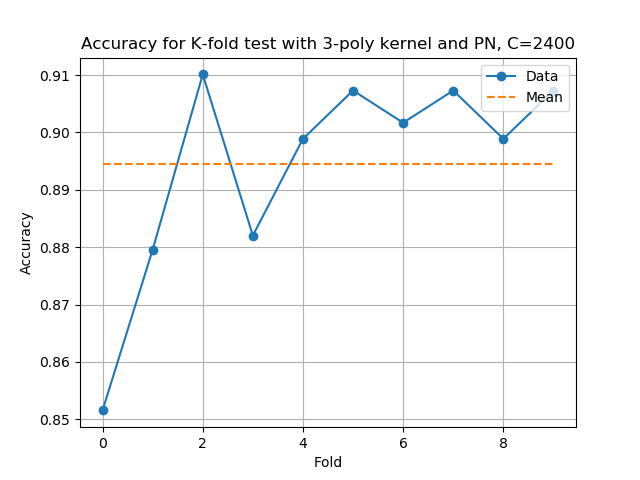 Accuracy for K-fold test with 3-poly kernel and PN, C=2400
Data
Mean
0.91
0.90
0.89
0.88
0.87
0.86
0.85
Accuracy
0
2
4
6
8
Fold